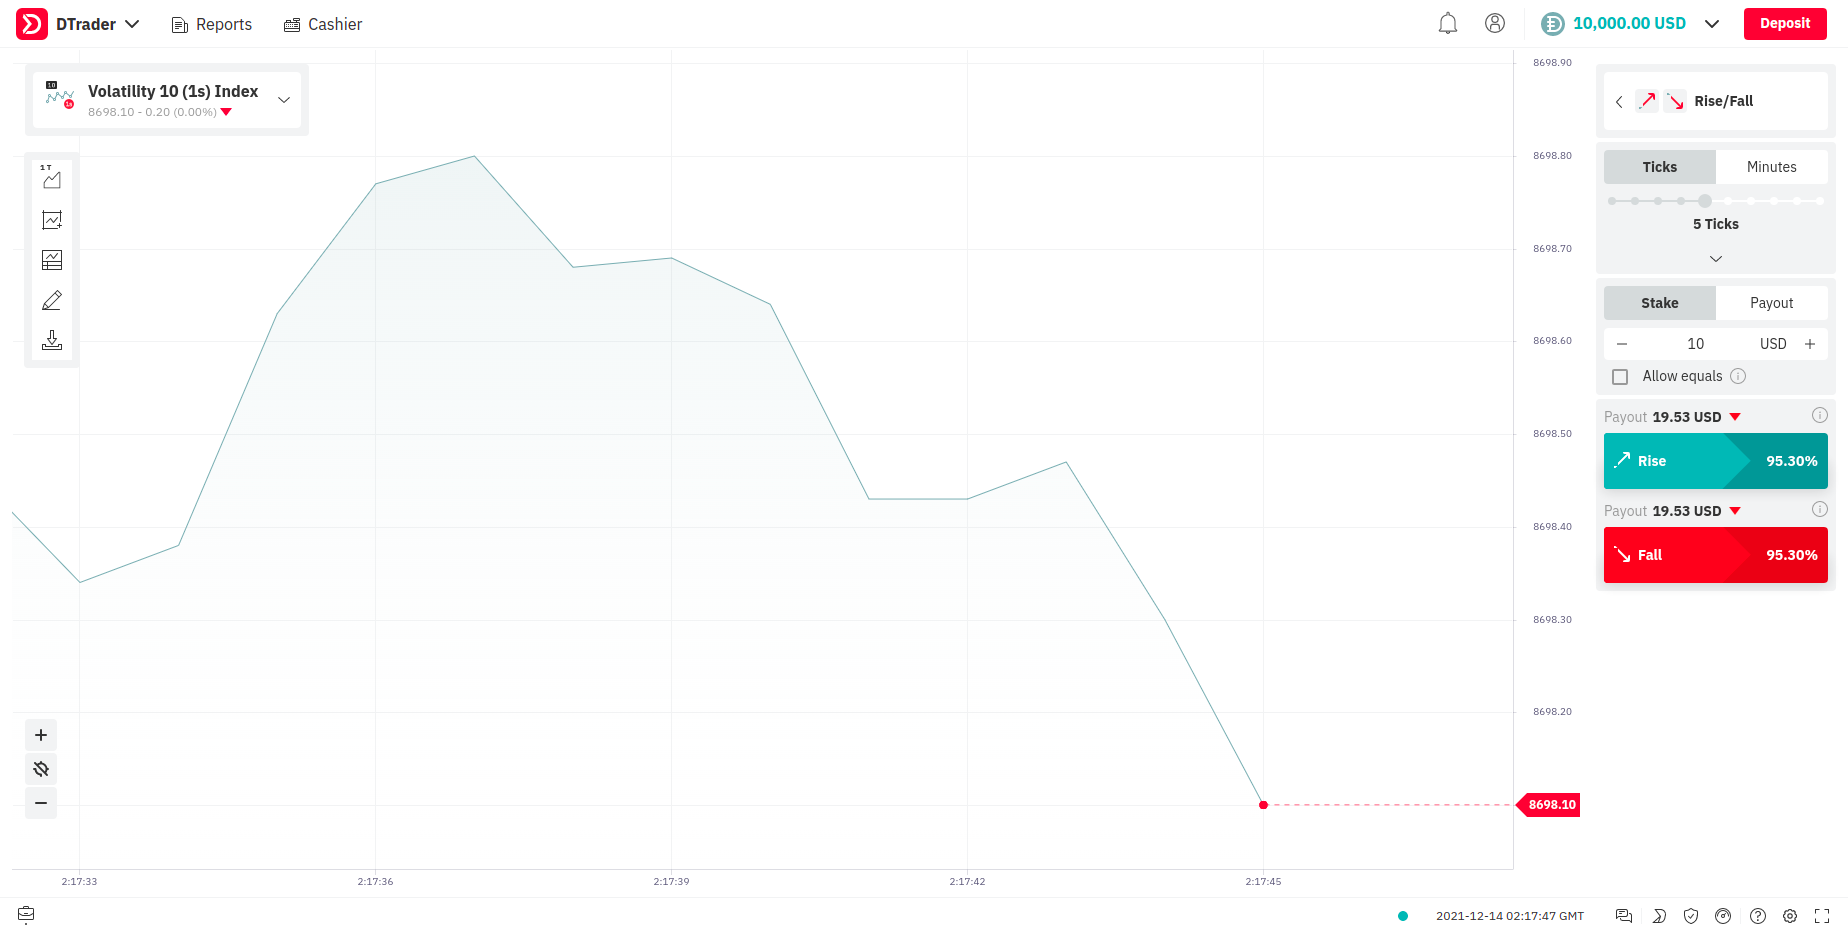 DTrader
Reports
Cashier
10,000.00 USD
Deposit
10
1s
Volatility 10 (1s) Index
8698.10 - 0.20 (0.00%)
1 T
8698.90
8698.80
8698.70
8698.60
8698.50
8698.40
8698.30
8698.20
8698.10
2:17:33
2:17:36
2:17:39
2:17:42
2:17:45
Rise/Fall
Ticks
Minutes
5 Ticks
Stake
Payout
− 10 USD +
Allow equals
Payout 19.53 USD
Rise 95.30%
Payout 19.53 USD
Fall 95.30%
2021-12-14 02:17:47 GMT